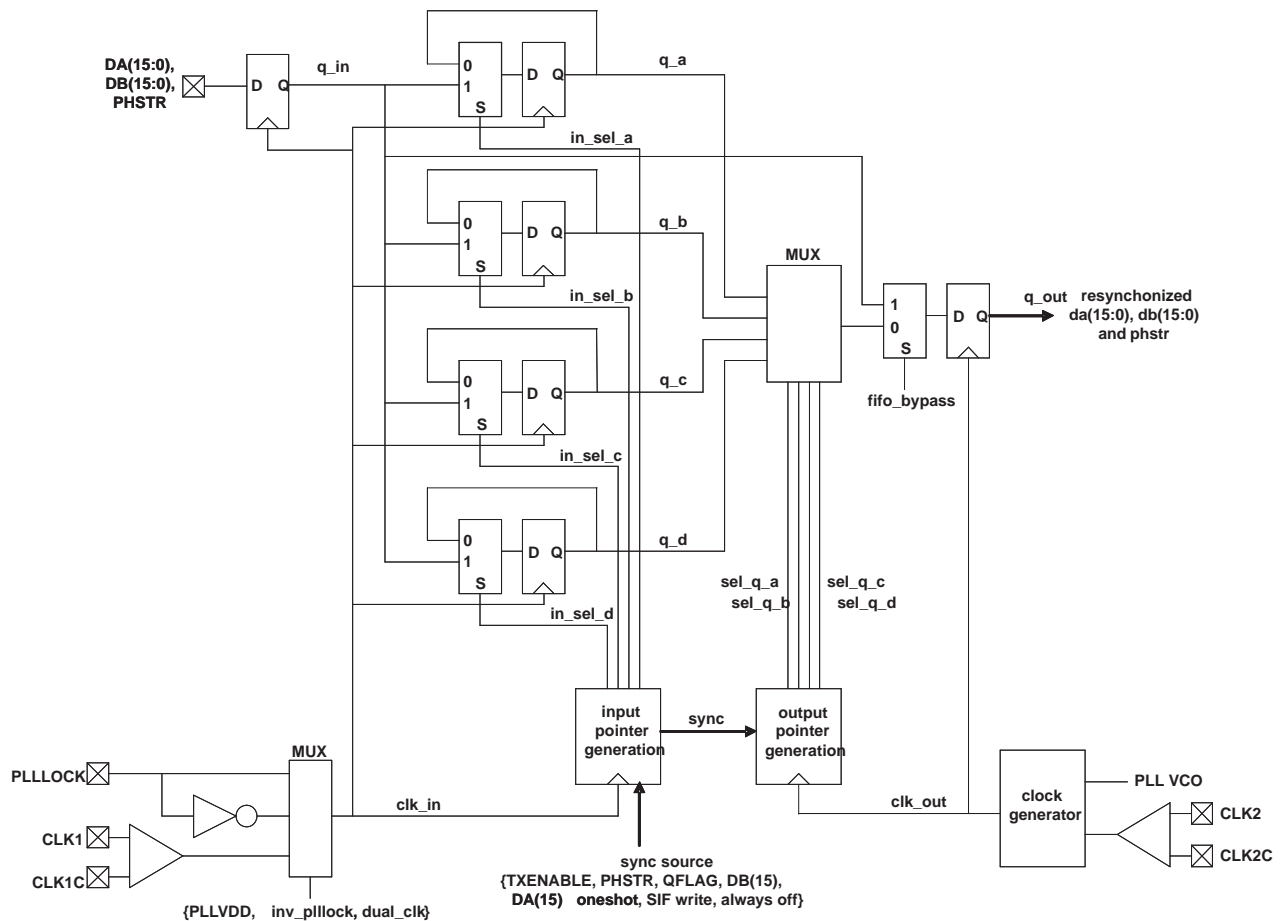 DA(15:0),
DB(15:0),
PHSTR
D Q
q_in
0
1
S
D Q
q_a
in_sel_a
0
1
S
D Q
q_b
in_sel_b
MUX
1
0
S
D Q
q_out resynchonized
da(15:0), db(15:0)
and phstr
fifo_bypass
0
1
S
D Q
q_c
in_sel_c
0
1
S
D Q
q_d
in_sel_d
sel_q_a sel_q_c
sel_q_b sel_q_d
input
pointer
generation
sync
output
pointer
generation
MUX
PLLLOCK
CLK1
CLK1C
clk_in
clk_out
clock
generator
PLL VCO
CLK2
CLK2C
sync source
{TXENABLE, PHSTR, QFLAG, DB(15),
DA(15) oneshot, SIF write, always off}
{PLLVDD, inv_plllock, dual_clk}